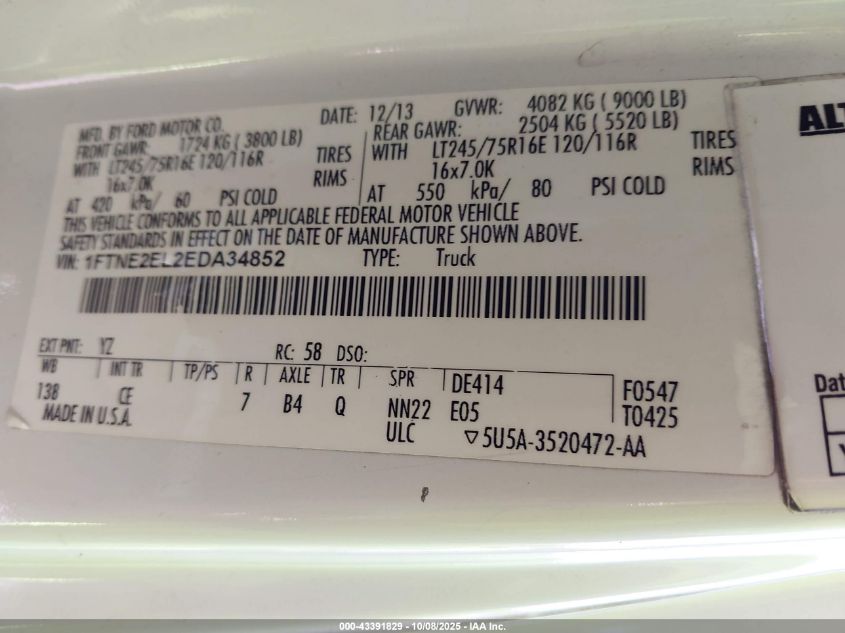 MFD. BY FORD MOTOR CO. DATE: 12/13 GVWR: 4082 KG ( 9000 LB)
FRONT GAWR: 1724 KG ( 3800 LB) REAR GAWR: 2504 KG ( 5520 LB)
WITH LT245/75R16E 120/116R TIRES WITH LT245/75R16E 120/116R TIRES
16x7.0K RIMS 16x7.0K RIMS
AT 420 kPa/ 60 PSI COLD AT 550 kPa/ 80 PSI COLD
THIS VEHICLE CONFORMS TO ALL APPLICABLE FEDERAL MOTOR VEHICLE
SAFETY STANDARDS IN EFFECT ON THE DATE OF MANUFACTURE SHOWN ABOVE.
VIN: 1FTNE2EL2EDA34852 TYPE: Truck
EXT PNT: YZ RC: 58 DSO:
WB INT TR TP/PS R AXLE TR SPR DE414 F0547
138 CE 7 B4 Q NN22 E05 T0425
MADE IN U.S.A. ULC ▽5U5A-3520472-AA
ALT
Dat
000-43391829 - 10/08/2025 - IAA Inc.